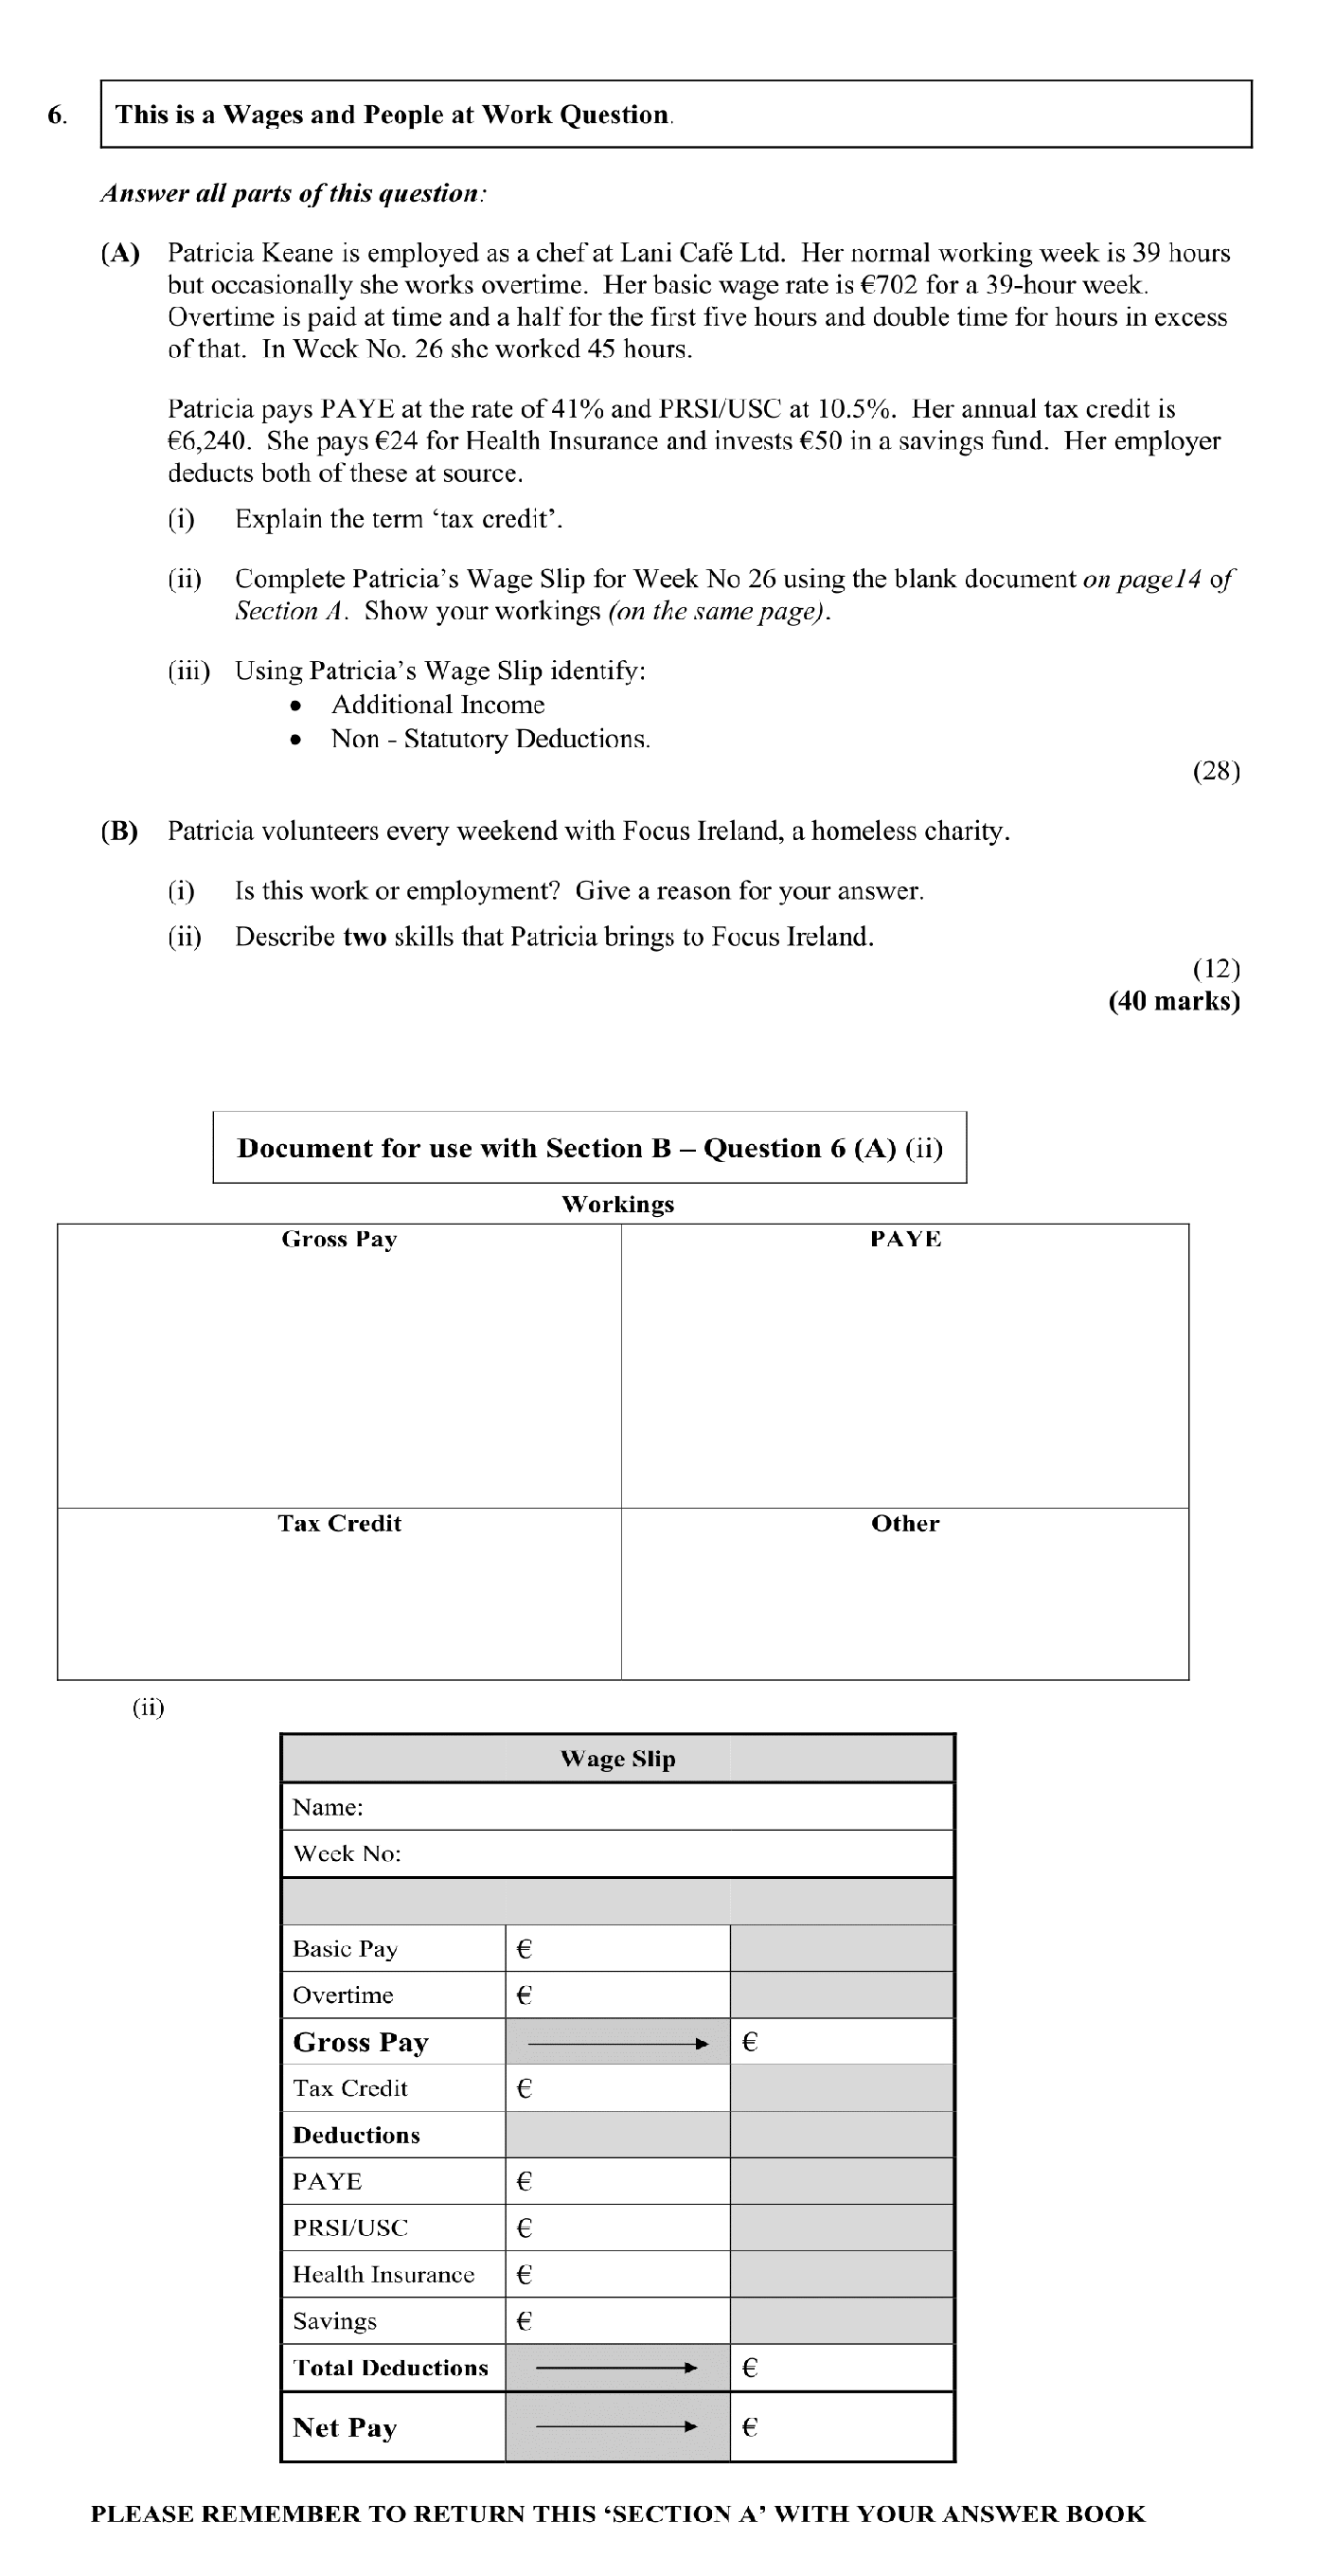 6.
This is a Wages and People at Work Question.
Answer all parts of this question:
(A) Patricia Keane is employed as a chef at Lani Café Ltd. Her normal working week is 39 hours
but occasionally she works overtime. Her basic wage rate is €702 for a 39-hour week.
Overtime is paid at time and a half for the first five hours and double time for hours in excess
of that. In Week No. 26 she worked 45 hours.
Patricia pays PAYE at the rate of 41% and PRSI/USC at 10.5%. Her annual tax credit is
€6,240. She pays €24 for Health Insurance and invests €50 in a savings fund. Her employer
deducts both of these at source.
(i) Explain the term ‘tax credit’.
(ii) Complete Patricia’s Wage Slip for Week No 26 using the blank document on page14 of
Section A. Show your workings (on the same page).
(iii) Using Patricia’s Wage Slip identify:
• Additional Income
• Non - Statutory Deductions.
(28)
(B) Patricia volunteers every weekend with Focus Ireland, a homeless charity.
(i) Is this work or employment? Give a reason for your answer.
(ii) Describe two skills that Patricia brings to Focus Ireland.
(12)
(40 marks)
Document for use with Section B – Question 6 (A) (ii)
Workings
Gross Pay PAYE
Tax Credit Other
(ii)
Wage Slip
Name:
Week No:
Basic Pay €
Overtime €
Gross Pay €
Tax Credit €
Deductions
PAYE €
PRSI/USC €
Health Insurance €
Savings €
Total Deductions €
Net Pay €
PLEASE REMEMBER TO RETURN THIS ‘SECTION A’ WITH YOUR ANSWER BOOK